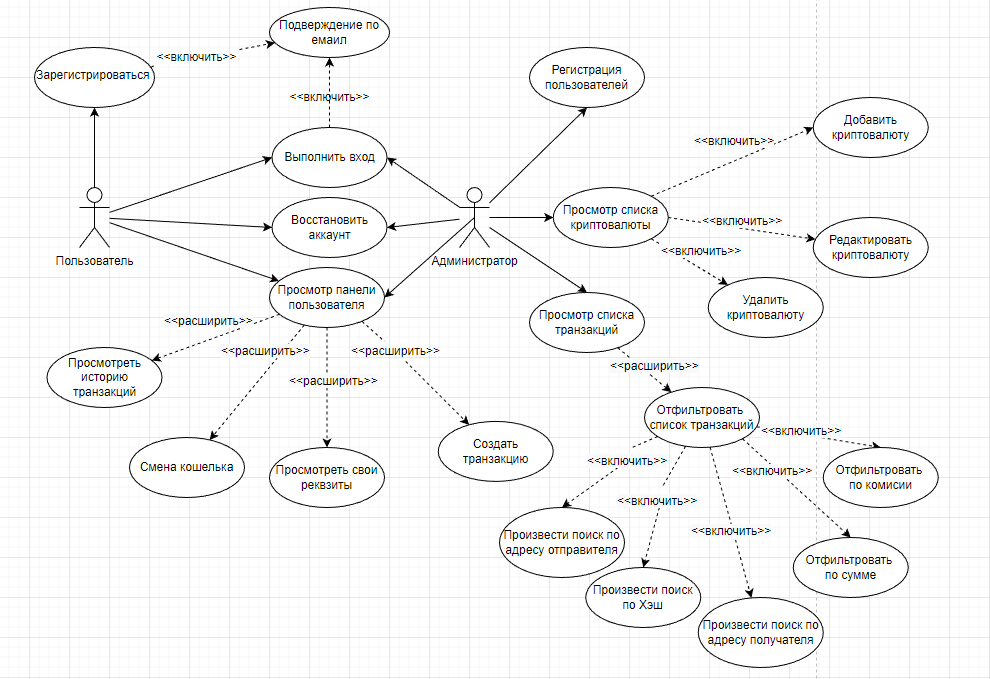 Подверждение по
емаил
<<включить>>
Зарегистрироваться
<<включить>>
Регистрация
пользователей
Добавить
криптовалюту
<<включить>>
Выполнить вход
Восстановить
аккаунт
Просмотр списка
криптовалюты
<<включить>>
Редактировать
криптовалюту
<<включить>>
Пользователь
Администратор
Просмотр панели
пользователя
Удалить
криптовалюту
Просмотр списка
транзакций
<<расширить>>
<<расширить>>
<<расширить>>
<<расширить>>
<<расширить>>
Просмотреть
историю
транзакций
Отфильтровать
список транзакций
<<включить>>
Создать
транзакцию
Смена кошелька
Просмотреть свои
реквзиты
<<включить>>
<<включить>>
Отфильтровать
по комисии
<<включить>>
<<включить>>
Произвести поиск по
адресу отправителя
Отфильтровать
по сумме
Произвести поиск
по Хэш
Произвести поиск по
адресу получателя